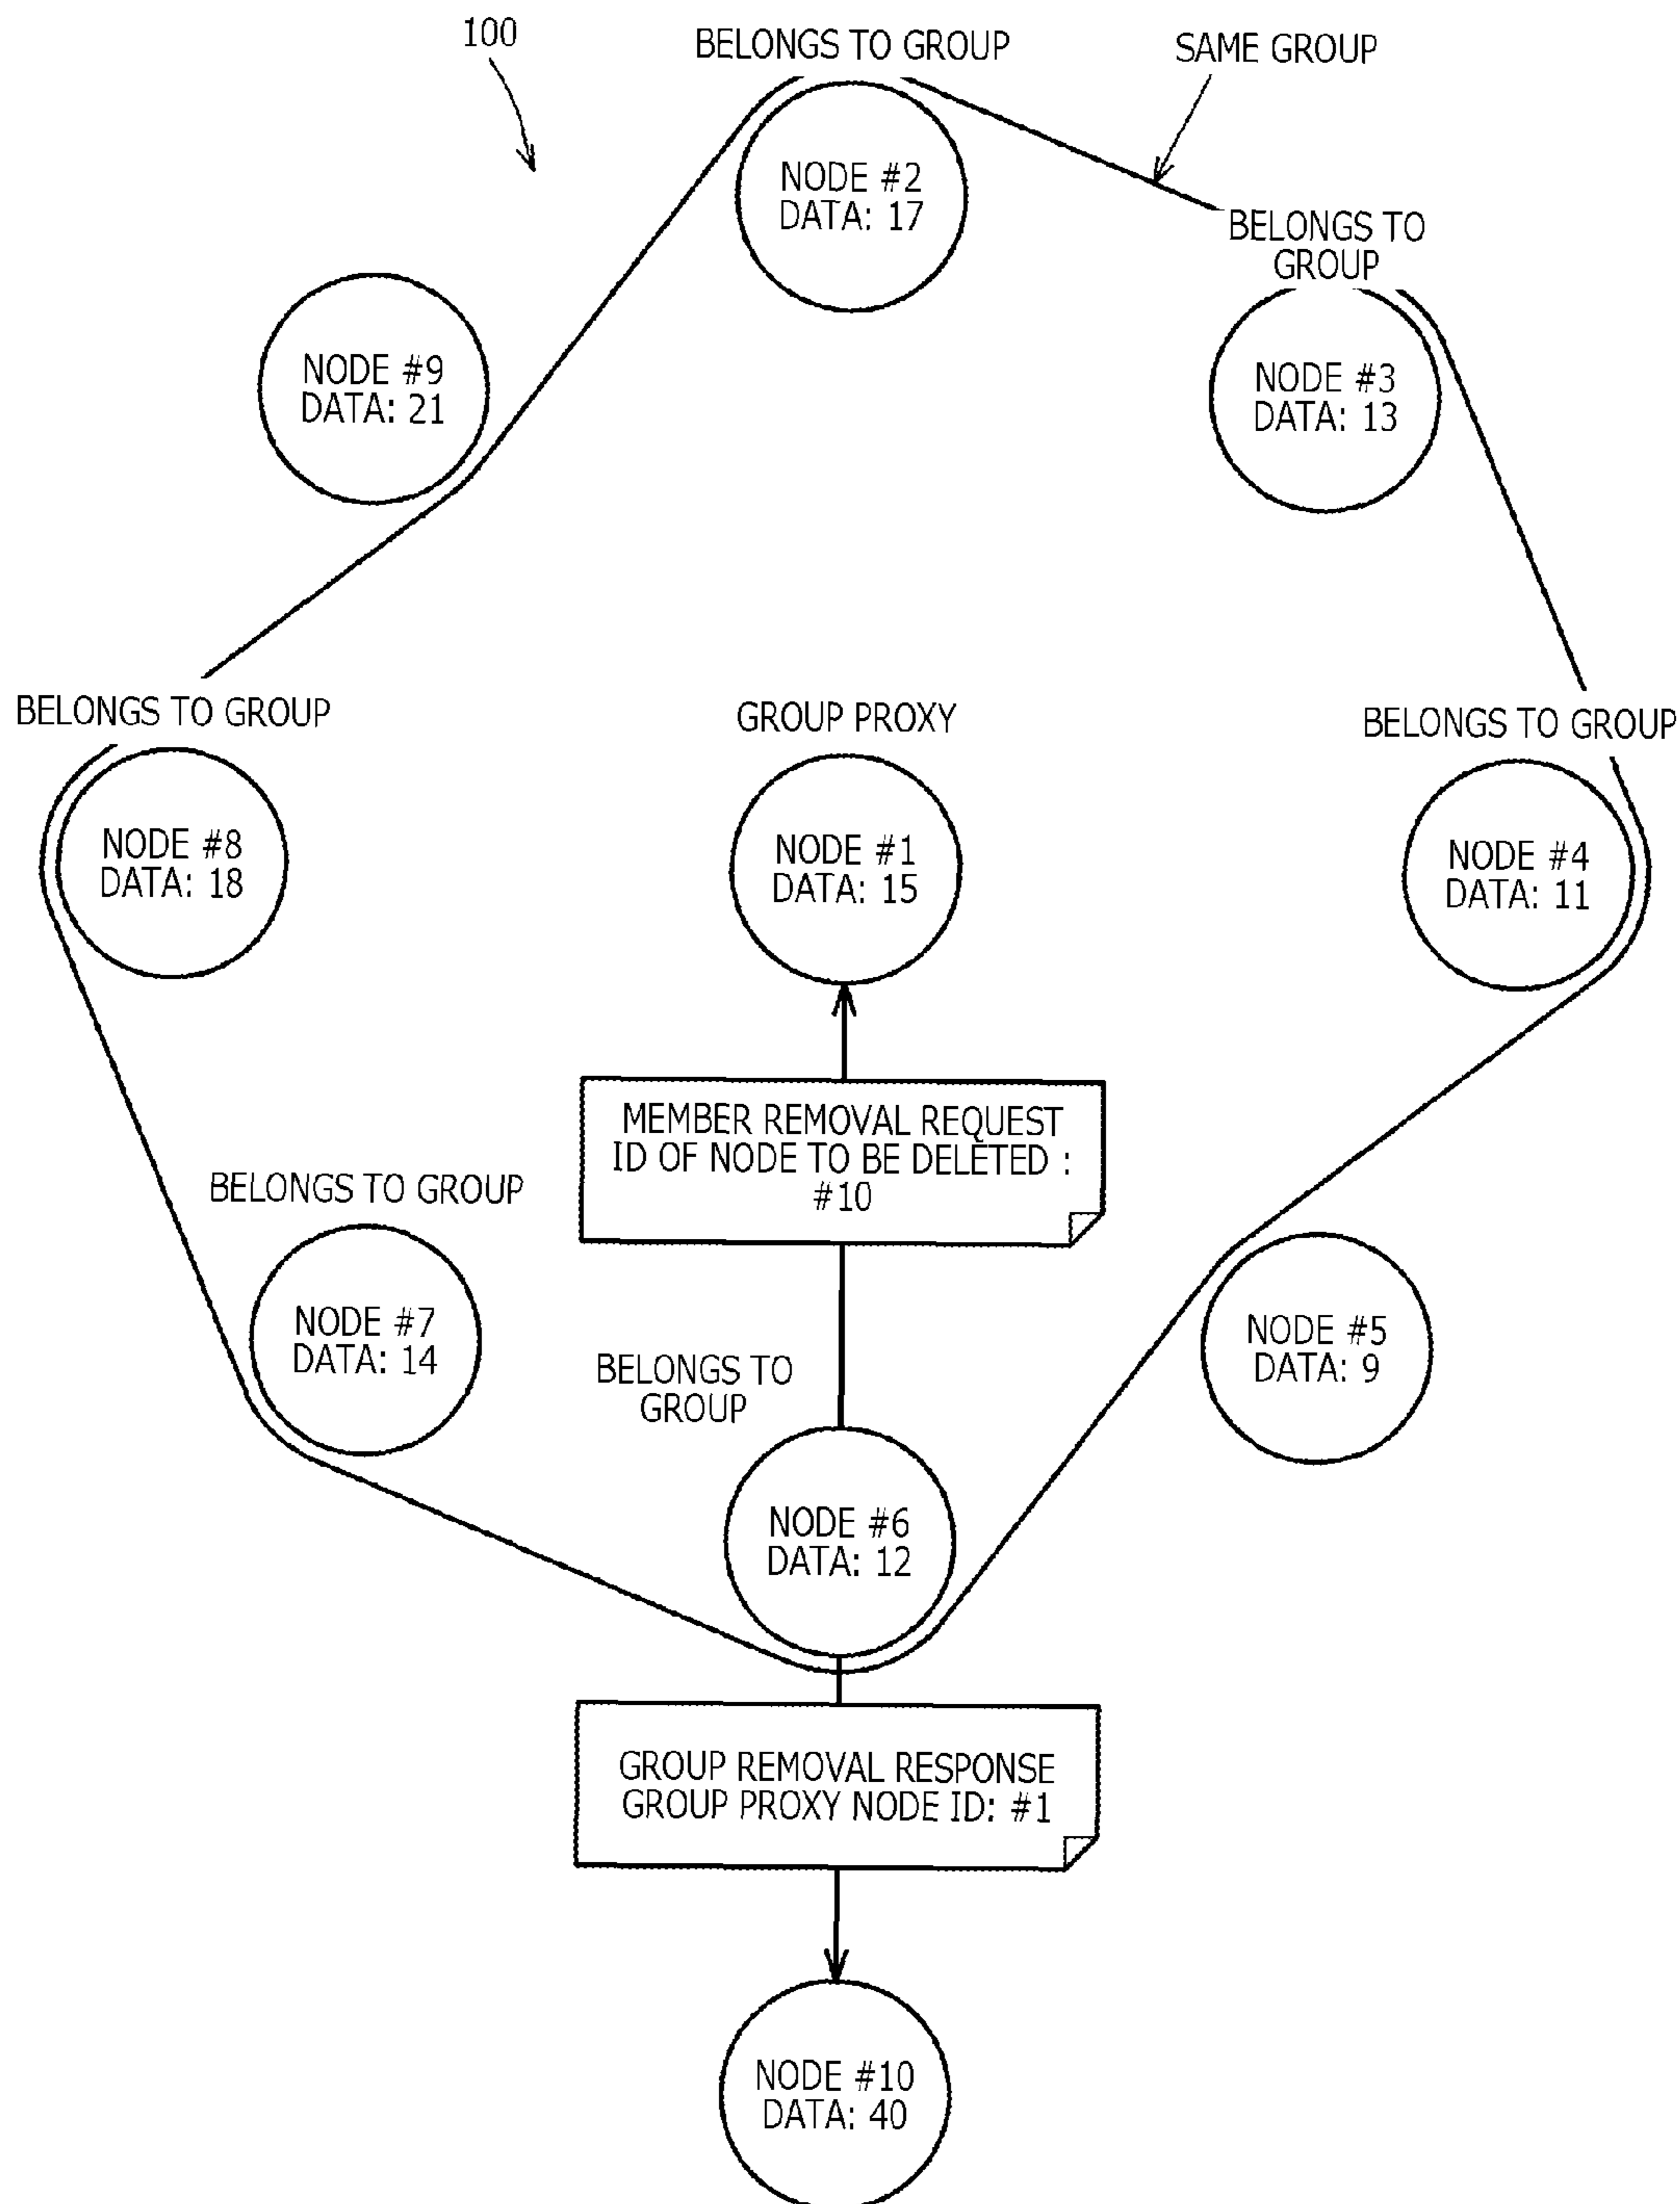 100
BELONGS TO GROUP
SAME GROUP
NODE #2
DATA: 17
BELONGS TO
GROUP
NODE #9
DATA: 21
NODE #3
DATA: 13
BELONGS TO GROUP
GROUP PROXY
BELONGS TO GROUP
NODE #8
DATA: 18
NODE #1
DATA: 15
NODE #4
DATA: 11
MEMBER REMOVAL REQUEST
ID OF NODE TO BE DELETED :
#10
BELONGS TO GROUP
NODE #7
DATA: 14
BELONGS TO
GROUP
NODE #5
DATA: 9
NODE #6
DATA: 12
GROUP REMOVAL RESPONSE
GROUP PROXY NODE ID: #1
NODE #10
DATA: 40